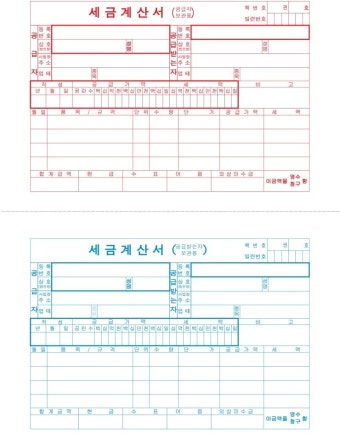 세금계산서 (공급자 보관용)
책 번 호 권 호
일련번호
공급자 등록번호 공급받는자 등록번호
상호 성명 상호 성명
사업장 주소 사업장 주소
업태 종목 업태 종목
작성 공급가액 세액 비고
년 월 일 공란수 백 십 억 천 백 십 만 천 백 십 일 십 억 천 백 십 만 천 백 십 일
월 일 품목 / 규격 단위 수량 단가 공급가액 세액
합계금액 현금 수표 어음 외상미수금
이금액을 영수 청구 함
세금계산서 (공급받는자 보관용)
책 번 호 권 호
일련번호
공급자 등록번호 공급받는자 등록번호
상호 성명 상호 성명
사업장 주소 사업장 주소
업태 종목 업태 종목
작성 공급가액 세액 비고
년 월 일 공란수 백 십 억 천 백 십 만 천 백 십 일 십 억 천 백 십 만 천 백 십 일
월 일 품목 / 규격 단위 수량 단가 공급가액 세액
합계금액 현금 수표 어음 외상미수금
이금액을 영수 청구 함